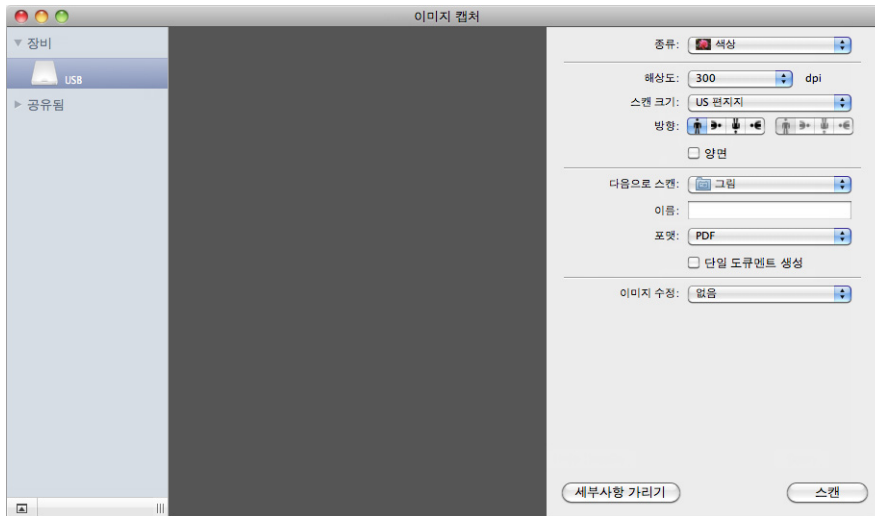 이미지 캡처
장비
USB
공유됨
종류: 색상
해상도: 300 dpi
스캔 크기: US 편지지
방향:
양면
다음으로 스캔: 그림
이름:
포맷: PDF
단일 도큐멘트 생성
이미지 수정: 없음
세부사항 가리기
스캔